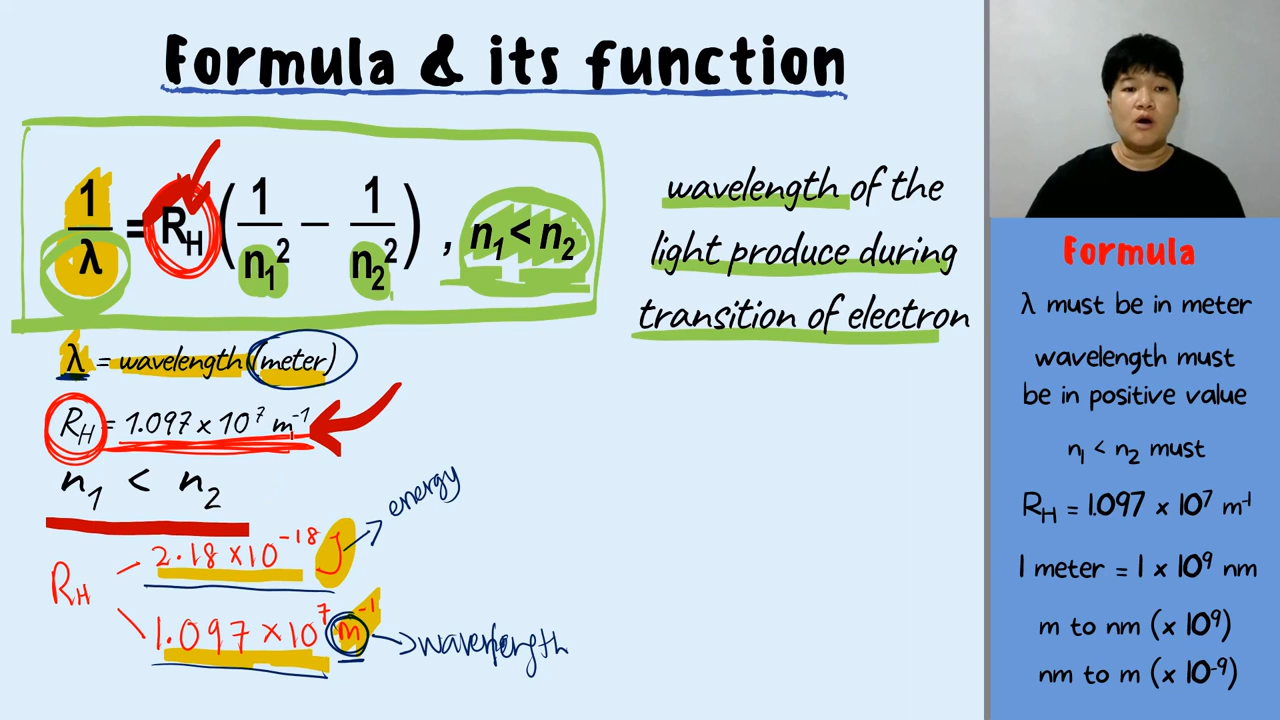 Formula & its function
1/λ = R_H (1/n₁² − 1/n₂²) , n₁ < n₂
λ = wavelength (meter)
R_H = 1.097 x 10⁷ m⁻¹
n₁ < n₂
energy
R_H
2.18 x 10⁻¹⁸ J
1.097 x 10⁷ m⁻¹
wavelength
wavelength of the
light produce during
transition of electron
Formula
λ must be in meter
wavelength must
be in positive value
n₁ < n₂ must
R_H = 1.097 x 10⁷ m⁻¹
1 meter = 1 x 10⁹ nm
m to nm (x 10⁹)
nm to m (x 10⁻⁹)